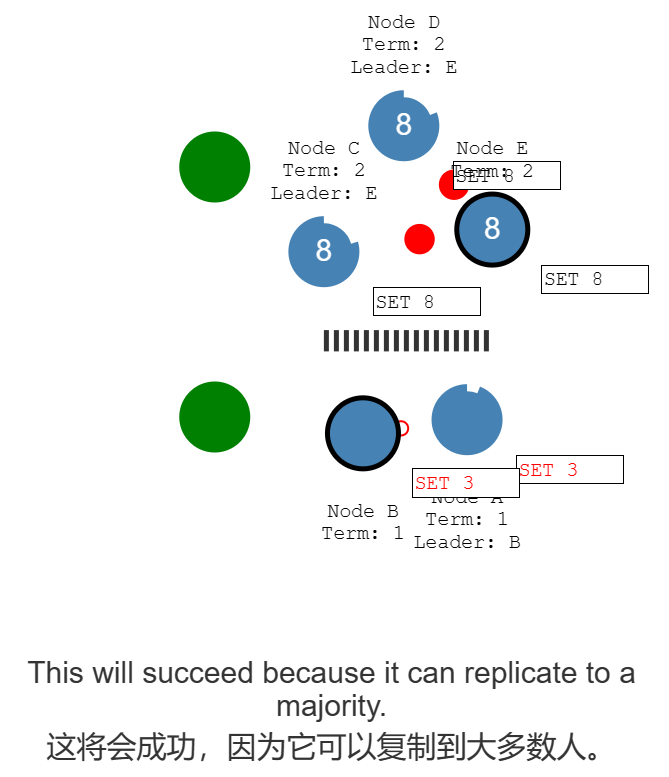 Node D
Term: 2
Leader: E
8
Node C
Term: 2
Leader: E
8
Node E
Term: 2
SET 8
8
SET 8
SET 8
SET 3
SET 3
Node A
Term: 1
Leader: B
Node B
Term: 1
This will succeed because it can replicate to a
majority.
这将会成功，因为它可以复制到大多数人。